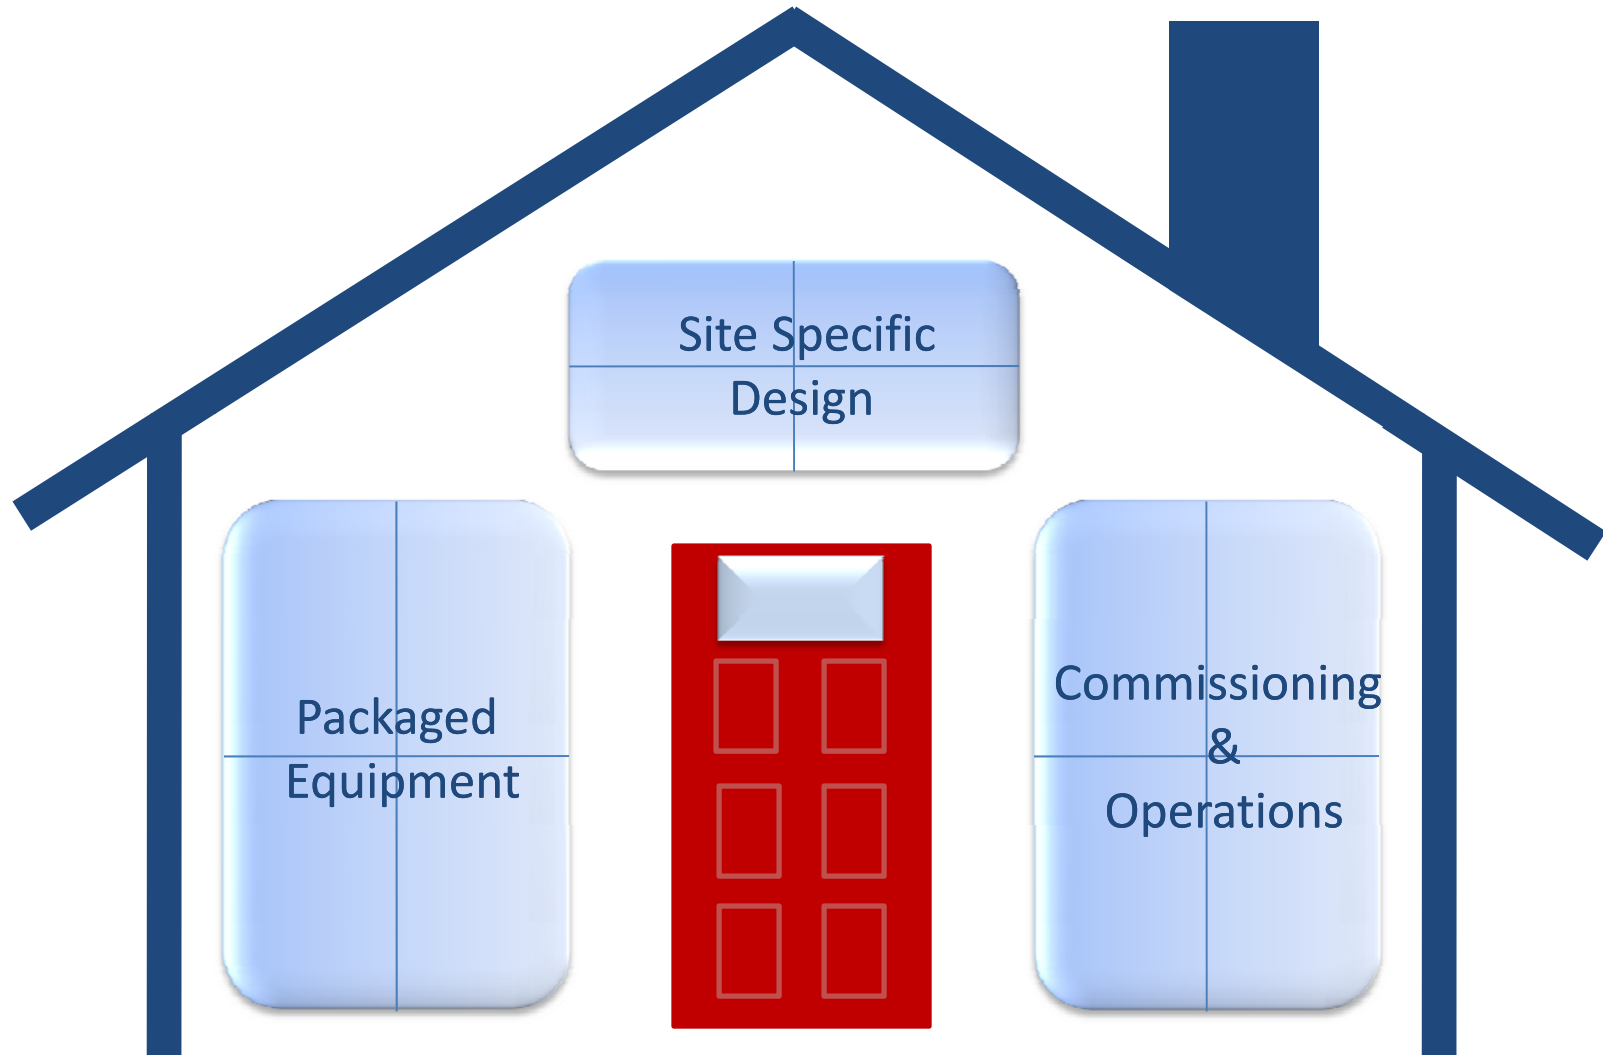 Site Specific
Design
Packaged
Equipment
Commissioning
&
Operations